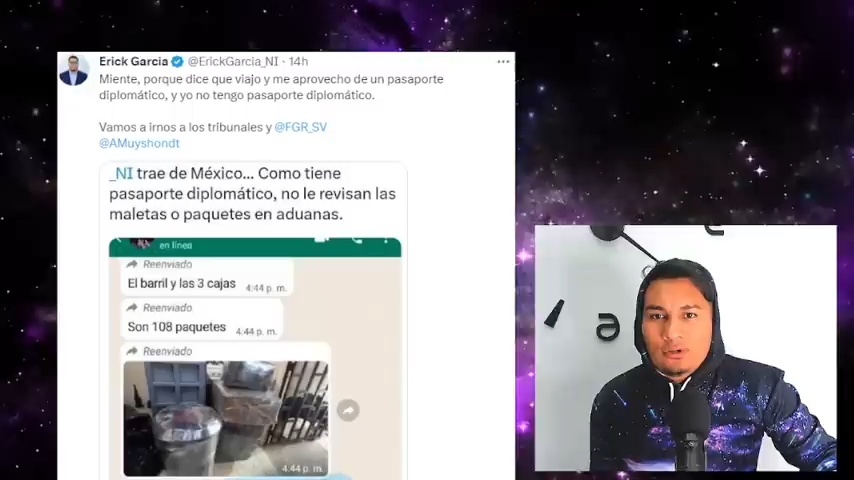 Erick Garcia @ErickGarcia_NI · 14h
Miente, porque dice que viajo y me aprovecho de un pasaporte
diplomático, y yo no tengo pasaporte diplomático.
Vamos a irnos a los tribunales y @FGR_SV
@AMuyshondt
_NI trae de México... Como tiene
pasaporte diplomático, no le revisan las
maletas o paquetes en aduanas.
en línea
Reenviado
El barril y las 3 cajas 4:44 p. m.
Reenviado
Son 108 paquetes 4:44 p. m.
Reenviado
4:44 p. m.